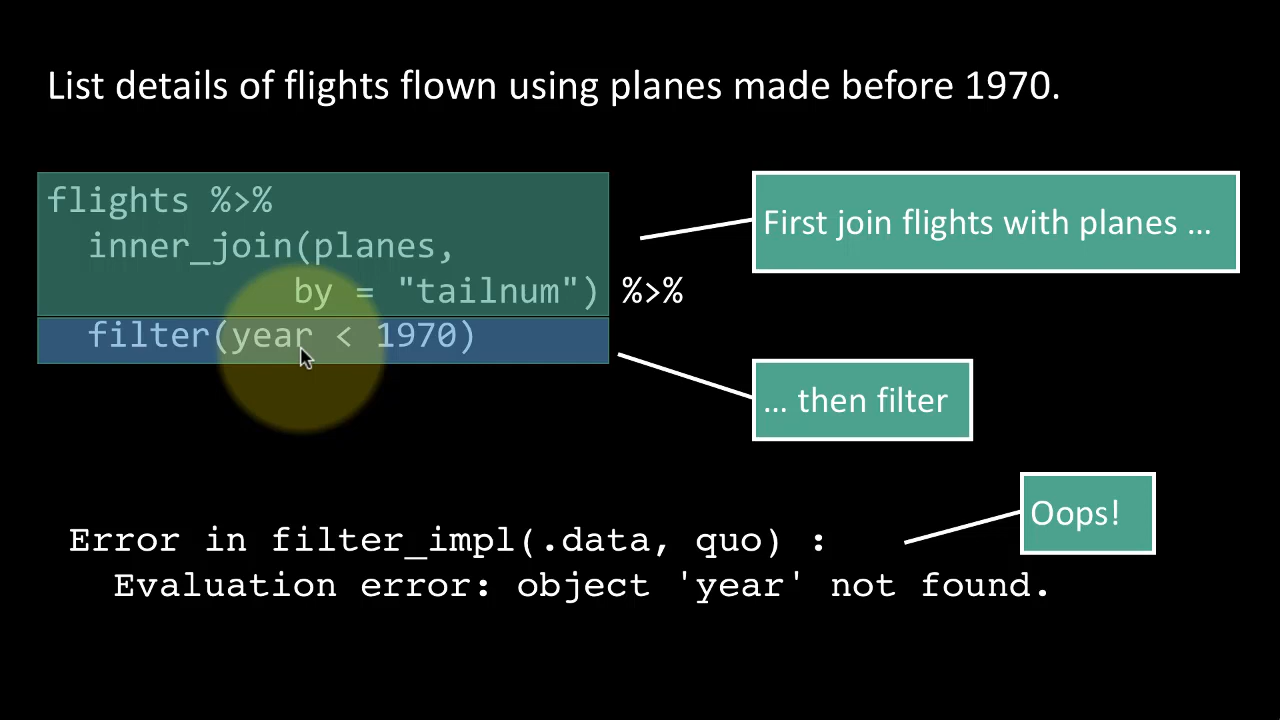 List details of flights flown using planes made before 1970.
flights %>%
inner_join(planes,
by = "tailnum") %>%
filter(year < 1970)
First join flights with planes …
… then filter
Oops!
Error in filter_impl(.data, quo) :
Evaluation error: object 'year' not found.